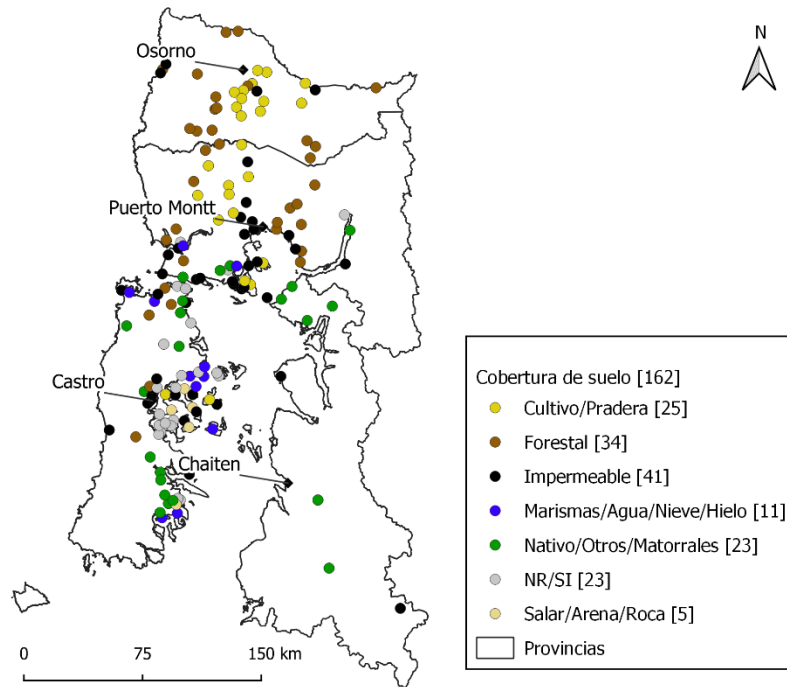 N
Osorno
Puerto Montt
Castro
Chaiten
0 75 150 km
Cobertura de suelo [162]
Cultivo/Pradera [25]
Forestal [34]
Impermeable [41]
Marismas/Agua/Nieve/Hielo [11]
Nativo/Otros/Matorrales [23]
NR/SI [23]
Salar/Arena/Roca [5]
Provincias